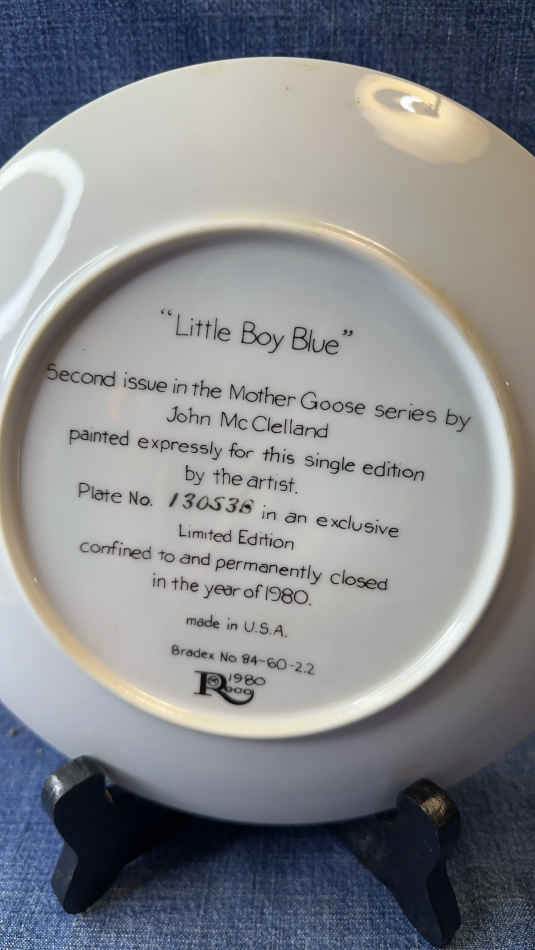 “Little Boy Blue”
Second issue in the Mother Goose series by
John McClelland
painted expressly for this single edition
by the artist.
Plate No. 13053B in an exclusive
Limited Edition
confined to and permanently closed
in the year of 1980.
made in U.S.A.
Bradex No 84-60-2.2
1980
Reco